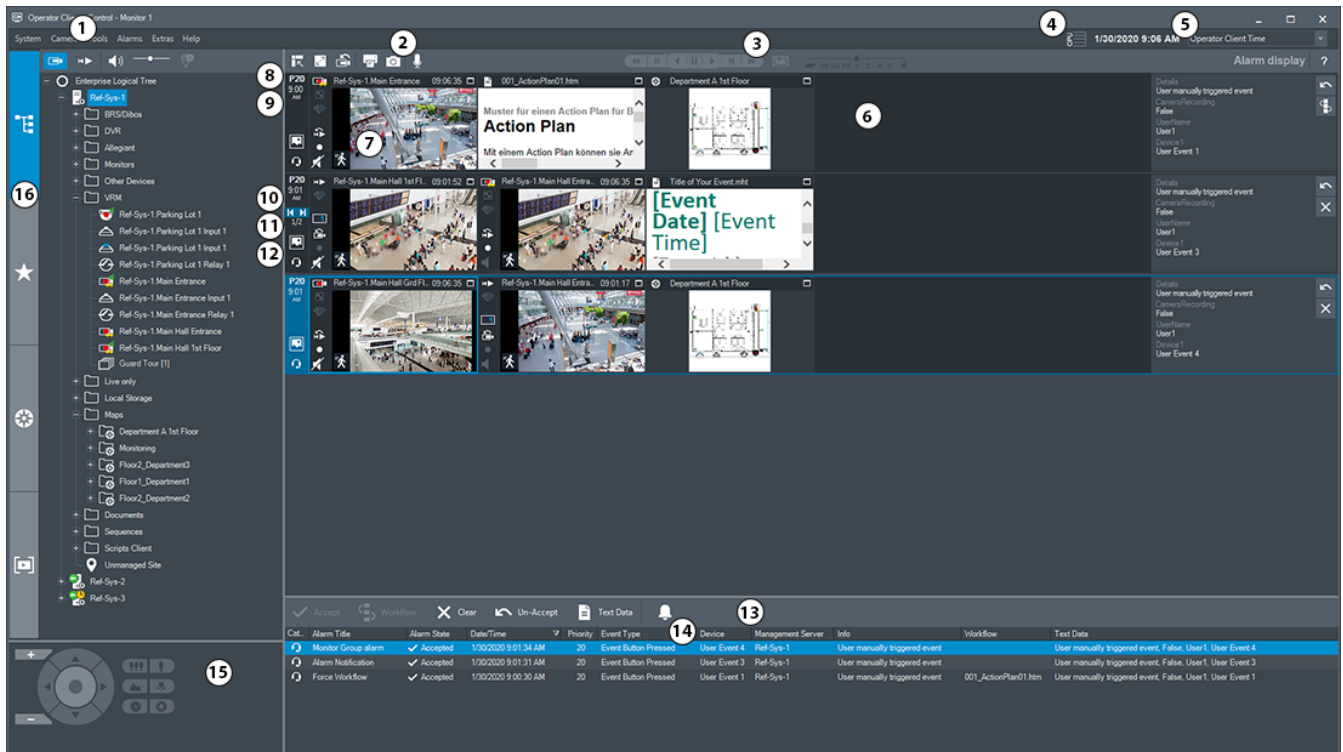 Operator Client
Control - Monitor 1
System
Tools
Alarms
Extras
Help
1/30/2020 9:06 AM
Operator Client Time
Alarm display
?
1
2
3
4
5
6
7
8
9
10
11
12
13
14
15
16
Enterprise Logical Tree
Ref-Sys-1
BRS/Dibos
DVR
Allegiant
Monitors
Other Devices
VRM
Ref-Sys-1.Parking Lot 1
Ref-Sys-1.Parking Lot 1 Input 1
Ref-Sys-1.Parking Lot 1 Input 1
Ref-Sys-1.Parking Lot 1 Relay 1
Ref-Sys-1.Main Entrance
Ref-Sys-1.Main Entrance Input 1
Ref-Sys-1.Main Entrance Relay 1
Ref-Sys-1.Main Hall Entrance
Ref-Sys-1.Main Hall 1st Floor
Guard Tour [1]
Live only
Local Storage
Maps
Department A 1st Floor
Monitoring
Floor2_Department3
Floor1_Department1
Floor2_Department2
Documents
Sequences
Scripts Client
Unmanaged Site
Ref-Sys-2
Ref-Sys-3
P20
9:00
AM
Ref-Sys-1.Main Entrance 09:06:35
001_ActionPlan01.htm
Muster für einen Action Plan für B
Action Plan
Mit einem Action Plan können sie Ar
Department A 1st Floor
Details
User manually triggered event
CameraRecording
False
UserName
User1
Device1
User Event 1
P20
9:01
AM
1/2
Ref-Sys-1.Main Hall 1st Fl.. 09:01:52
Ref-Sys-1.Main Hall Entra.. 09:06:35
Title of Your Event.mht
[Event
Date] [Event
Time]
Details
User manually triggered event
CameraRecording
False
UserName
User1
Device1
User Event 3
P20
9:01
AM
Ref-Sys-1.Main Hall Grd Fl.. 09:06:35
Ref-Sys-1.Main Hall Entra.. 09:01:17
Department A 1st Floor
Details
User manually triggered event
CameraRecording
False
UserName
User1
Device1
User Event 4
Accept
Workflow
Clear
Un-Accept
Text Data
Cat.. Alarm Title Alarm State Date/Time Priority Event Type Device Management Server Info Workflow Text Data
Monitor Group alarm Accepted 1/30/2020 9:01:34 AM 20 Event Button Pressed User Event 4 Ref-Sys-1 User manually triggered event User manually triggered event, False, User1, User Event 4
Alarm Notification Accepted 1/30/2020 9:01:31 AM 20 Event Button Pressed User Event 3 Ref-Sys-1 User manually triggered event User manually triggered event, False, User1, User Event 3
Force Workflow Accepted 1/30/2020 9:00:30 AM 20 Event Button Pressed User Event 1 Ref-Sys-1 User manually triggered event 001_ActionPlan01.htm User manually triggered event, False, User1, User Event 1